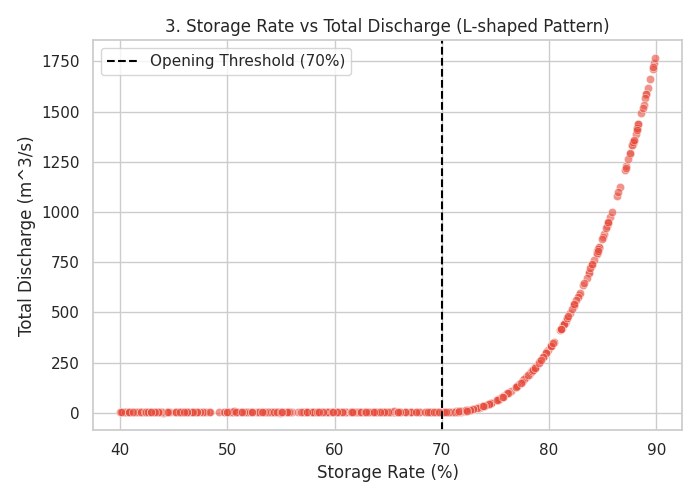 3. Storage Rate vs Total Discharge (L-shaped Pattern)
Opening Threshold (70%)
Total Discharge (m^3/s)
1750
1500
1250
1000
750
500
250
0
40 50 60 70 80 90
Storage Rate (%)